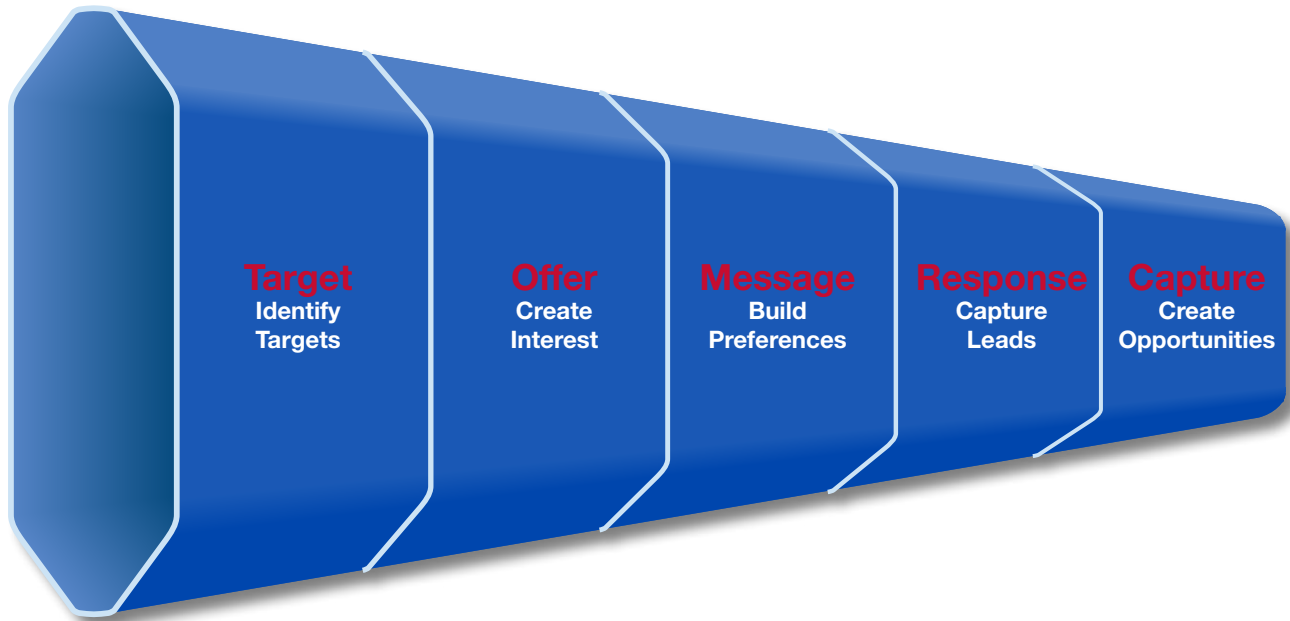 Target
Identify
Targets
Offer
Create
Interest
Message
Build
Preferences
Response
Capture
Leads
Capture
Create
Opportunities